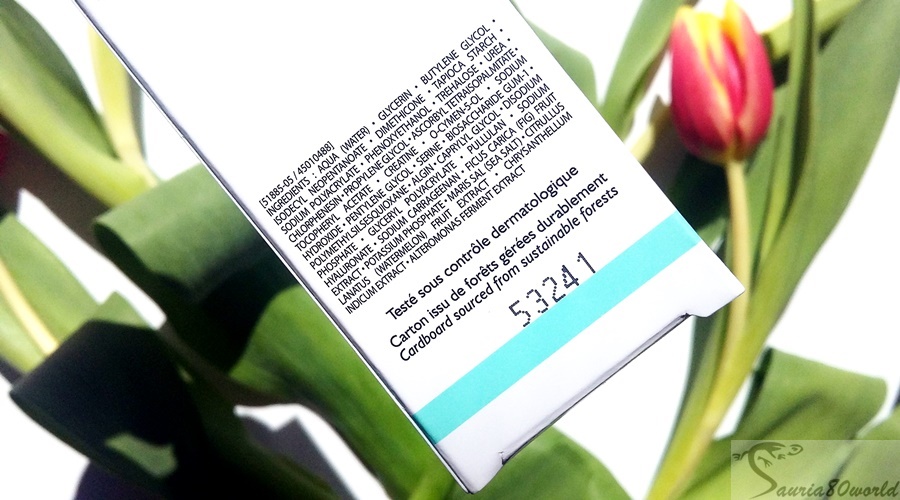 [51885-05 / 45010488]
INGREDIENTS : AQUA (WATER) • GLYCERIN • BUTYLENE GLYCOL •
ISODECYL NEOPENTANOATE • DIMETHICONE • TAPIOCA STARCH •
SODIUM POLYACRYLATE • PHENOXYETHANOL • TREHALOSE • UREA •
CHLORPHENESIN • PROPYLENE GLYCOL • ASCORBYL TETRAISOPALMITATE •
TOCOPHERYL ACETATE • CREATINE • O-CYMEN-5-OL • SODIUM
HYDROXIDE • PENTYLENE GLYCOL • SERINE • BIOSACCHARIDE GUM-1 •
POLYMETHYLSILSESQUIOXANE • ALGIN • CAPRYLYL GLYCOL • DISODIUM
PHOSPHATE • GLYCERYL POLYACRYLATE • PULLULAN • SODIUM
HYALURONATE • SODIUM CARRAGEENAN • FICUS CARICA (FIG) FRUIT
EXTRACT • POTASSIUM PHOSPHATE • MARIS SAL (SEA SALT) • CITRULLUS
LANATUS (WATERMELON) FRUIT EXTRACT • CHRYSANTHELLUM
INDICUM EXTRACT • ALTEROMONAS FERMENT EXTRACT
Testé sous contrôle dermatologique
Carton issu de forêts gérées durablement
Cardboard sourced from sustainable forests
53241
Sauria80world